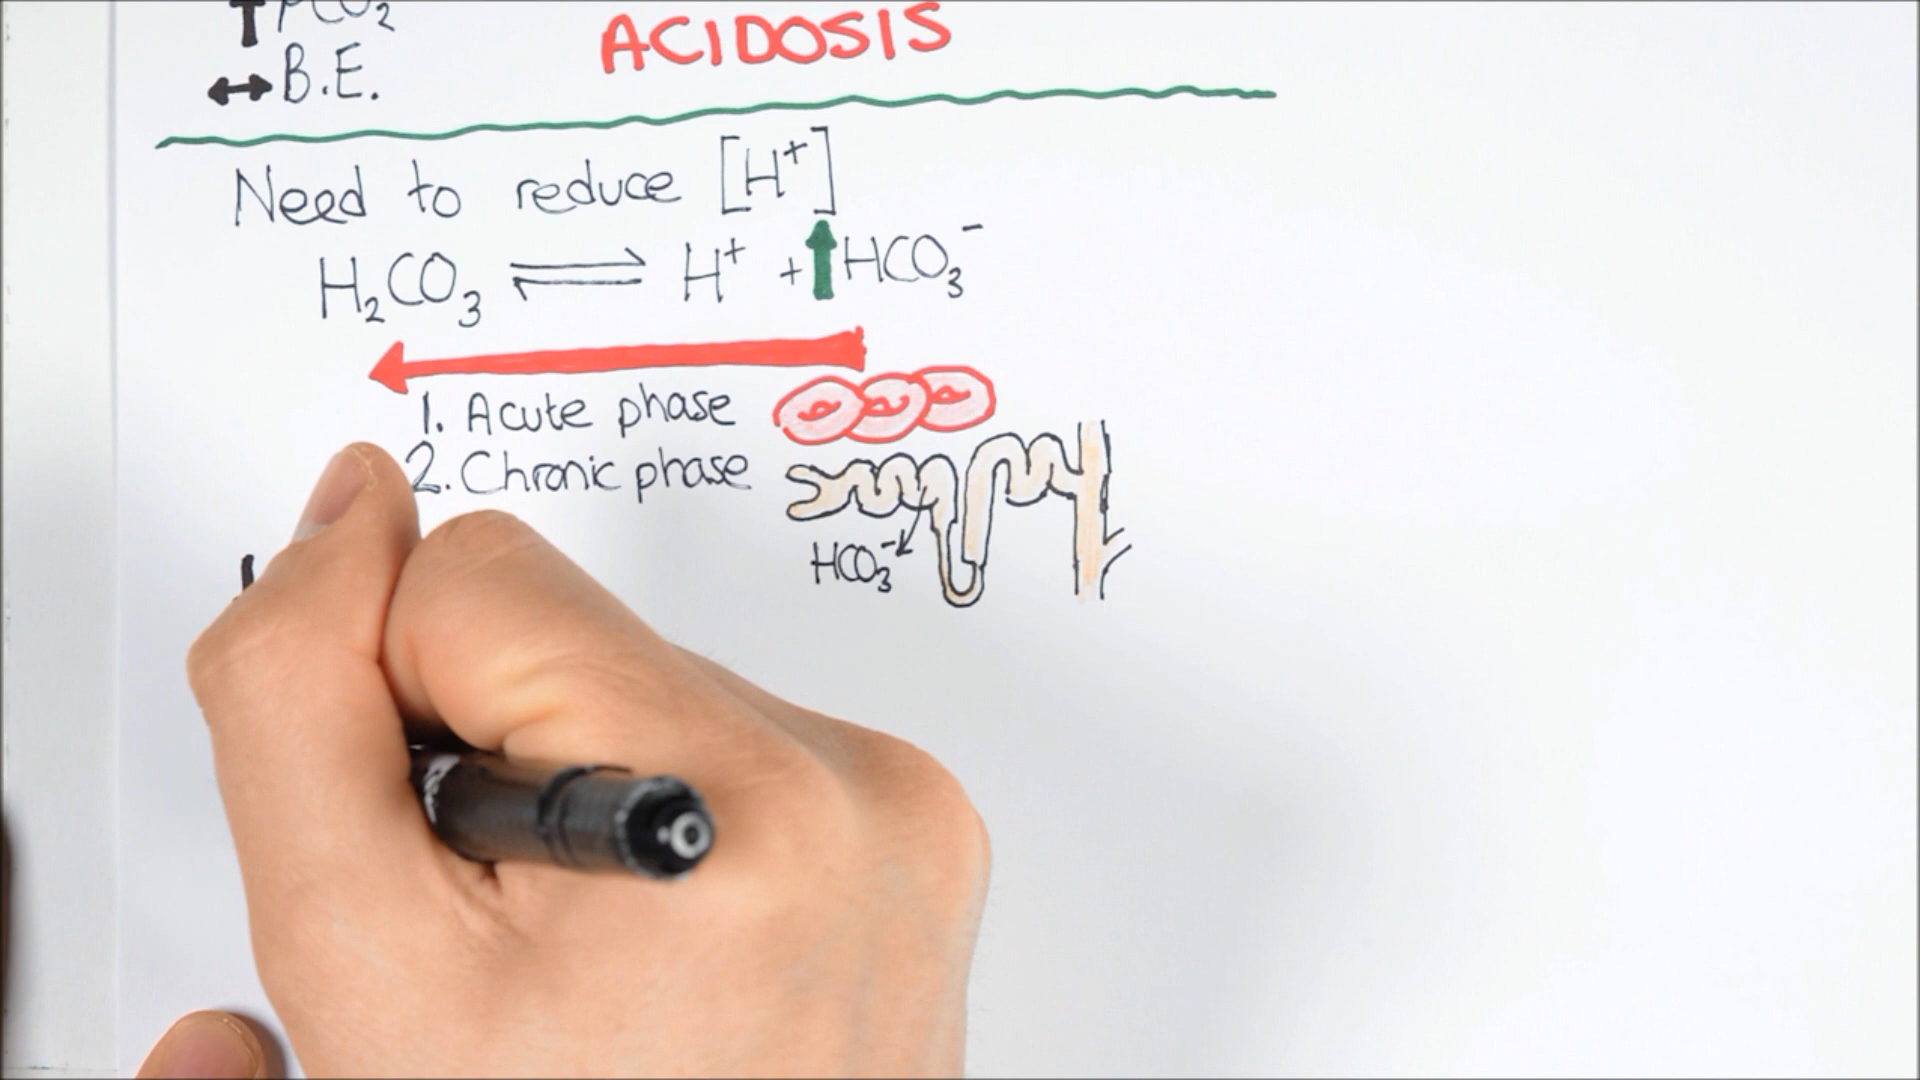 ↑ PCO₂
ACIDOSIS
↔ B.E.
Need to reduce [H⁺]
H₂CO₃ ⇌ H⁺ + ↑ HCO₃⁻
1. Acute phase
2. Chronic phase
HCO₃⁻